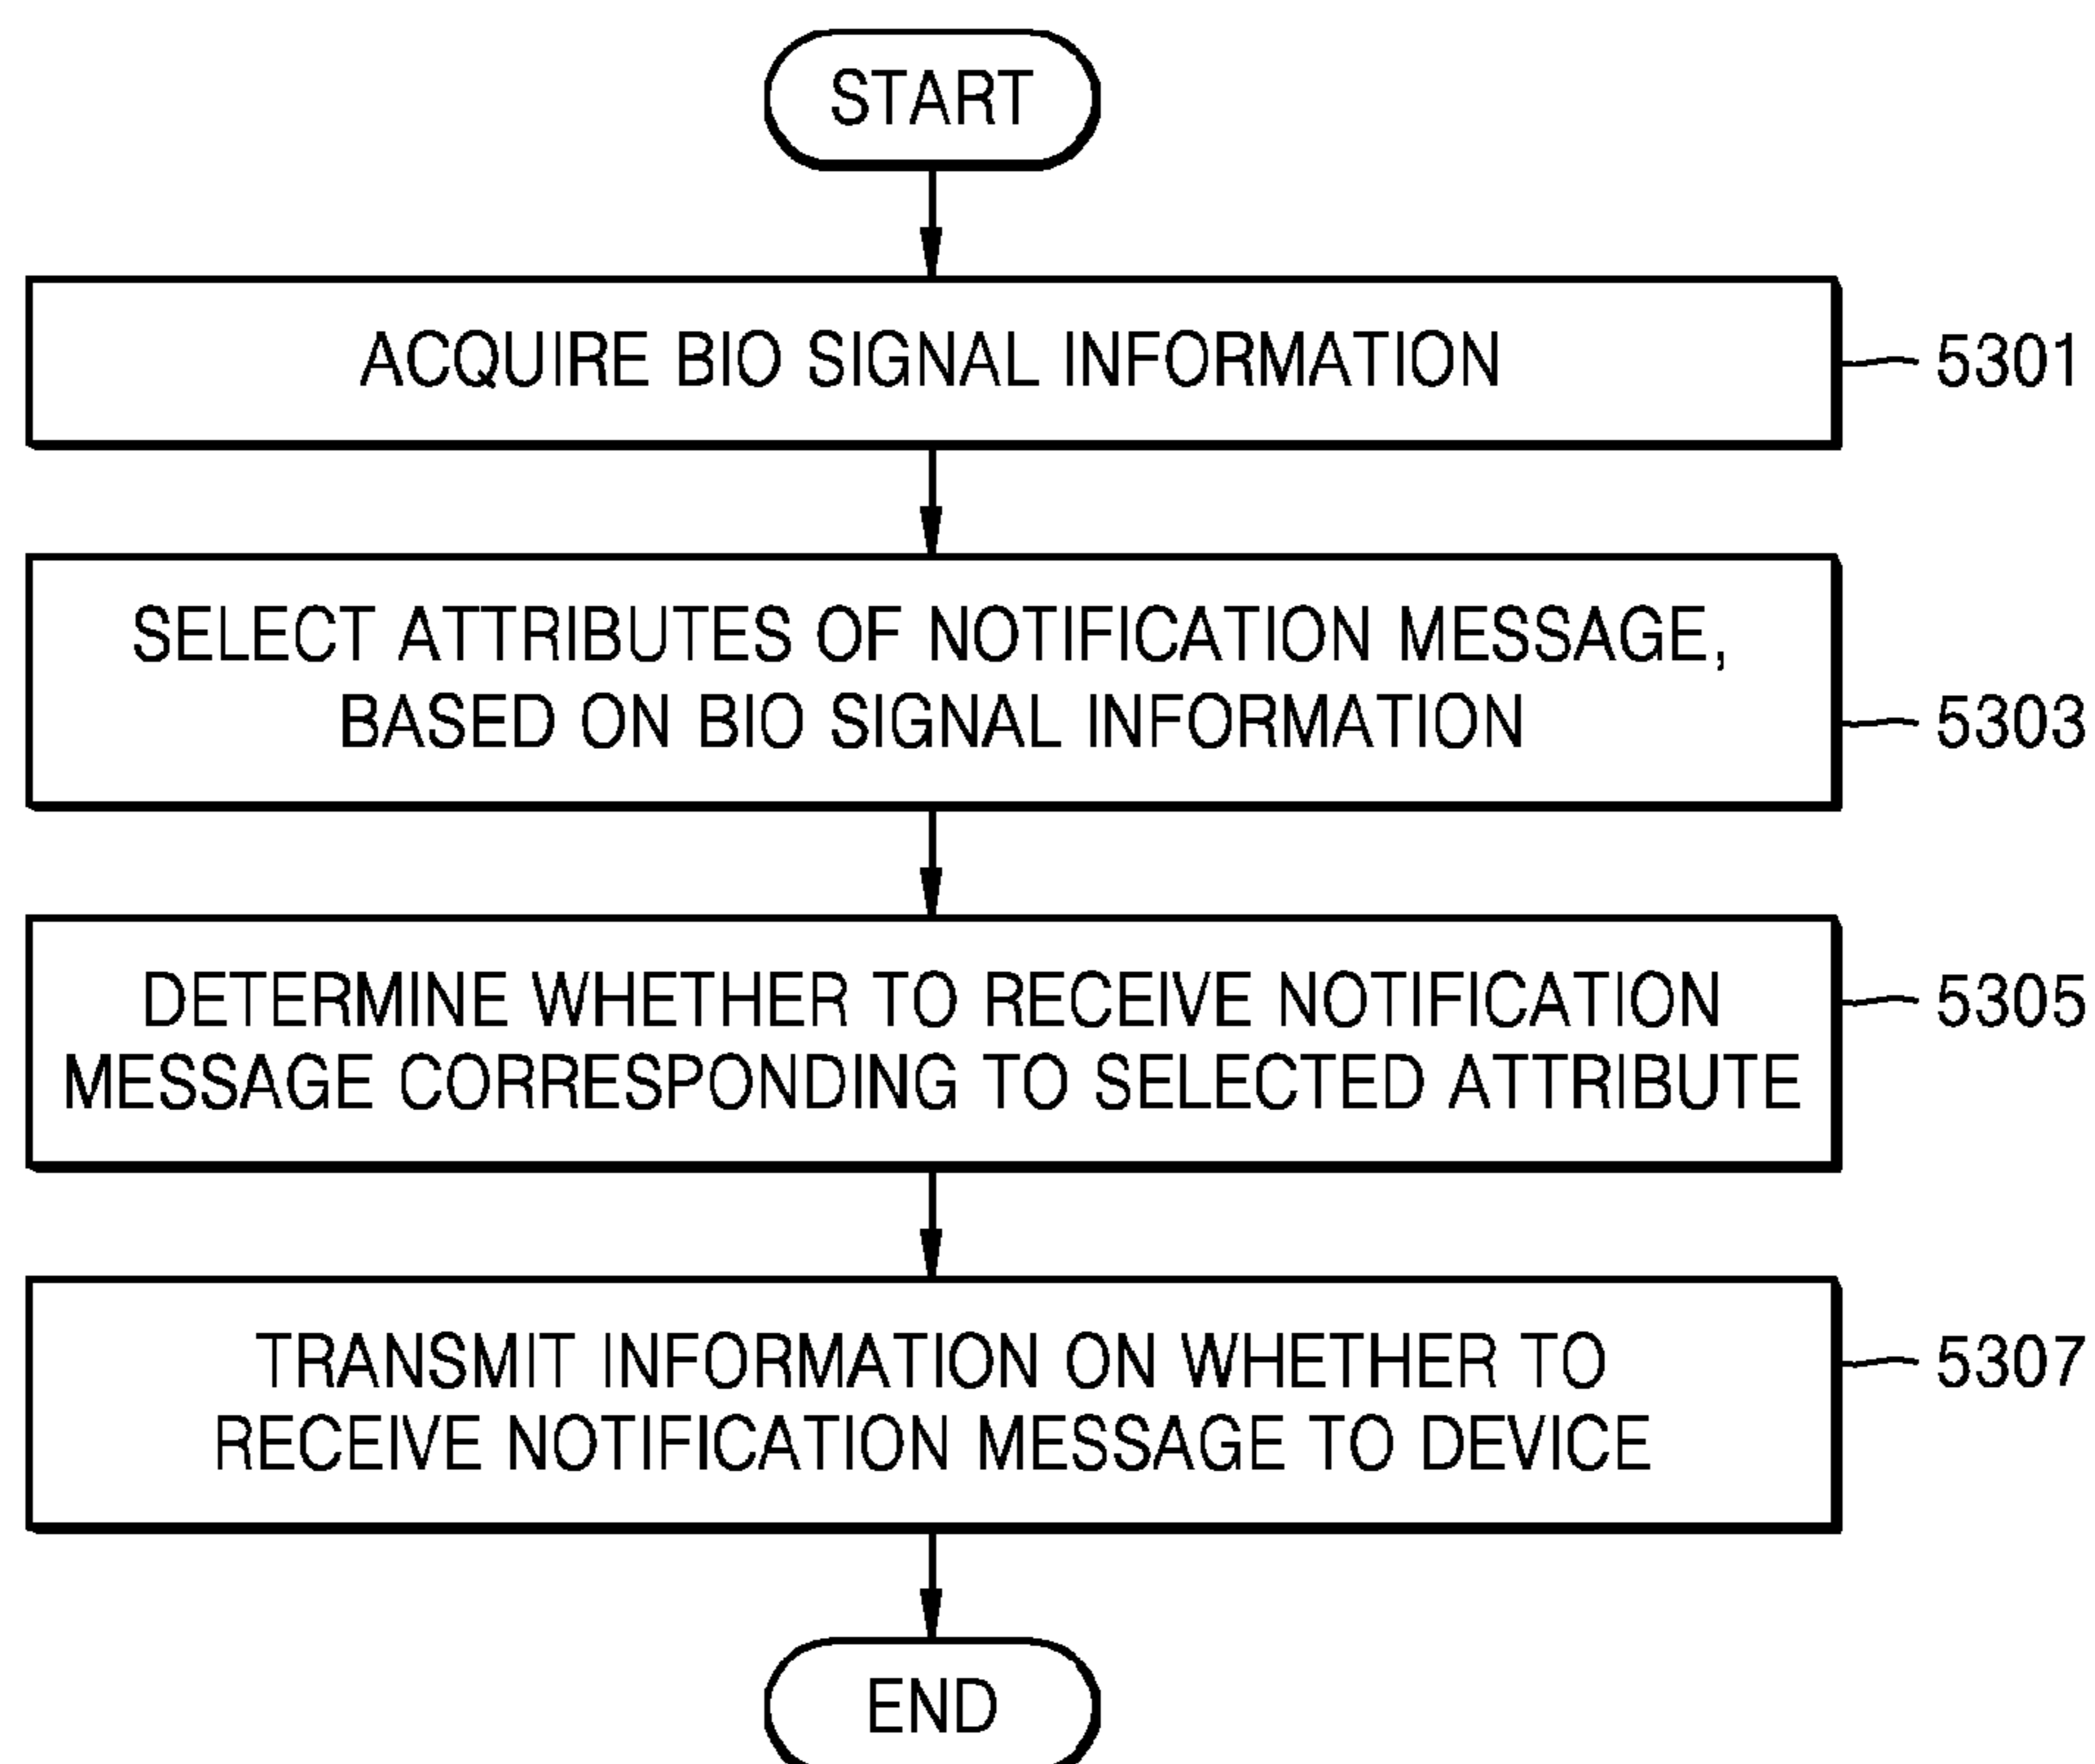 START
ACQUIRE BIO SIGNAL INFORMATION
5301
SELECT ATTRIBUTES OF NOTIFICATION MESSAGE,
BASED ON BIO SIGNAL INFORMATION
5303
DETERMINE WHETHER TO RECEIVE NOTIFICATION
MESSAGE CORRESPONDING TO SELECTED ATTRIBUTE
5305
TRANSMIT INFORMATION ON WHETHER TO
RECEIVE NOTIFICATION MESSAGE TO DEVICE
5307
END